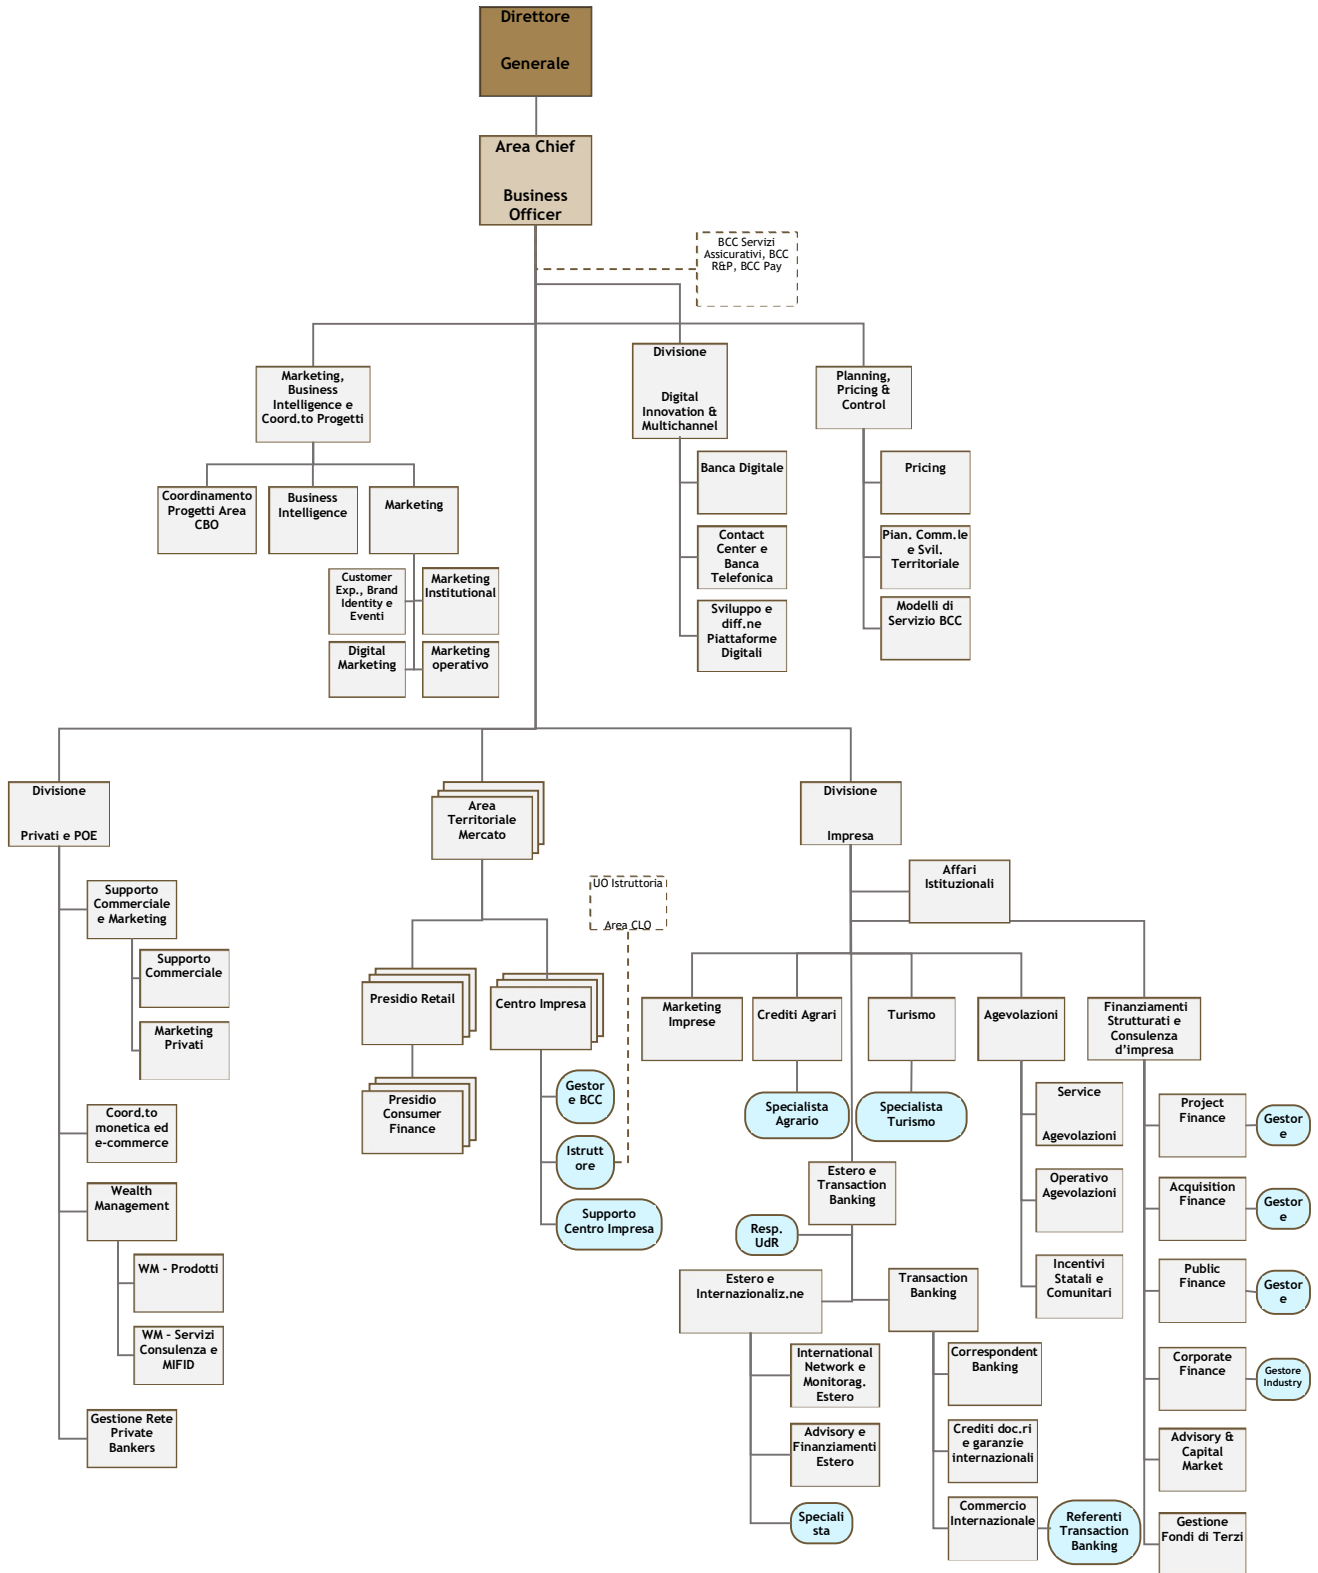 Direttore
Generale
Area Chief
Business
Officer
BCC Servizi
Assicurativi, BCC
R&P, BCC Pay
Marketing,
Business
Intelligence e
Coord.to Progetti
Divisione
Digital
Innovation &
Multichannel
Planning,
Pricing &
Control
Coordinamento
Progetti Area
CBO
Business
Intelligence
Marketing
Customer
Exp., Brand
Identity e
Eventi
Marketing
Institutional
Digital
Marketing
Marketing
operativo
Banca Digitale
Contact
Center e
Banca
Telefonica
Sviluppo e
diff.ne
Piattaforme
Digitali
Pricing
Pian. Comm.le
e Svil.
Territoriale
Modelli di
Servizio BCC
Divisione
Privati e POE
Area
Territoriale
Mercato
Divisione
Impresa
Supporto
Commerciale
e Marketing
Supporto
Commerciale
Marketing
Privati
Coord.to
monetica ed
e-commerce
Wealth
Management
WM - Prodotti
WM - Servizi
Consulenza e
MIFID
Gestione Rete
Private
Bankers
UO Istruttoria
Area CLO
Presidio Retail
Centro Impresa
Presidio
Consumer
Finance
Gestor
e BCC
Istrutt
ore
Supporto
Centro Impresa
Affari
Istituzionali
Marketing
Imprese
Crediti Agrari
Turismo
Agevolazioni
Finanziamenti
Strutturati e
Consulenza
d’impresa
Specialista
Agrario
Specialista
Turismo
Service
Agevolazioni
Operativo
Agevolazioni
Incentivi
Statali e
Comunitari
Estero e
Transaction
Banking
Resp.
UdR
Estero e
Internazionaliz.ne
Transaction
Banking
International
Network e
Monitorag.
Estero
Advisory e
Finanziamenti
Estero
Speciali
sta
Correspondent
Banking
Crediti doc.ri
e garanzie
internazionali
Commercio
Internazionale
Referenti
Transaction
Banking
Project
Finance
Gestor
e
Acquisition
Finance
Gestor
e
Public
Finance
Gestor
e
Corporate
Finance
Gestore
Industry
Advisory &
Capital
Market
Gestione
Fondi di Terzi